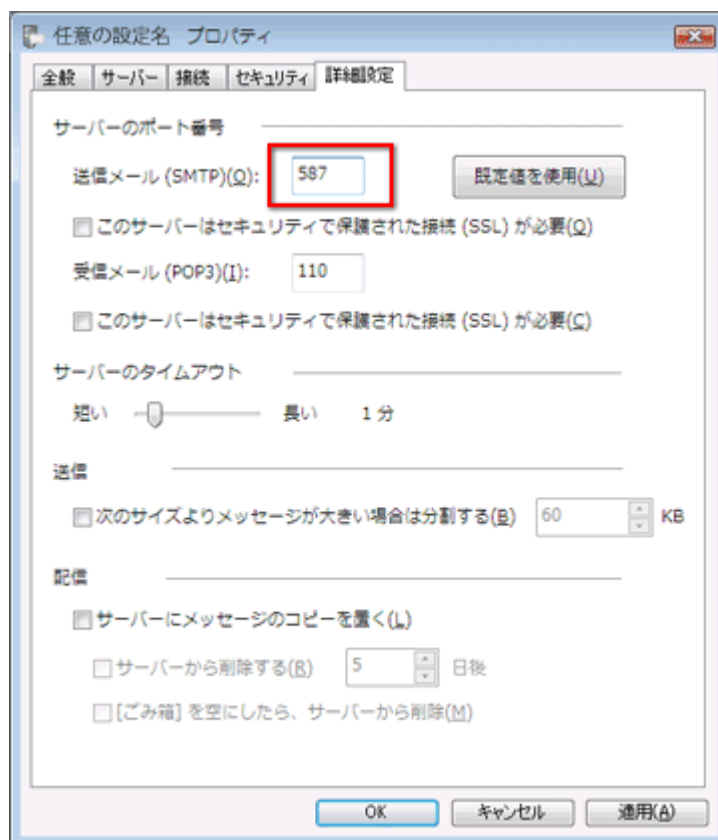 任意の設定名 プロパティ
全般 サーバー 接続 セキュリティ 詳細設定
サーバーのポート番号
送信メール (SMTP)(O): 587 既定値を使用(U)
このサーバーはセキュリティで保護された接続 (SSL) が必要(Q)
受信メール (POP3)(I): 110
このサーバーはセキュリティで保護された接続 (SSL) が必要(C)
サーバーのタイムアウト
短い 長い 1 分
送信
次のサイズよりメッセージが大きい場合は分割する(B) 60 KB
配信
サーバーにメッセージのコピーを置く(L)
サーバーから削除する(R) 5 日後
[ごみ箱] を空にしたら、サーバーから削除(M)
OK キャンセル 適用(A)